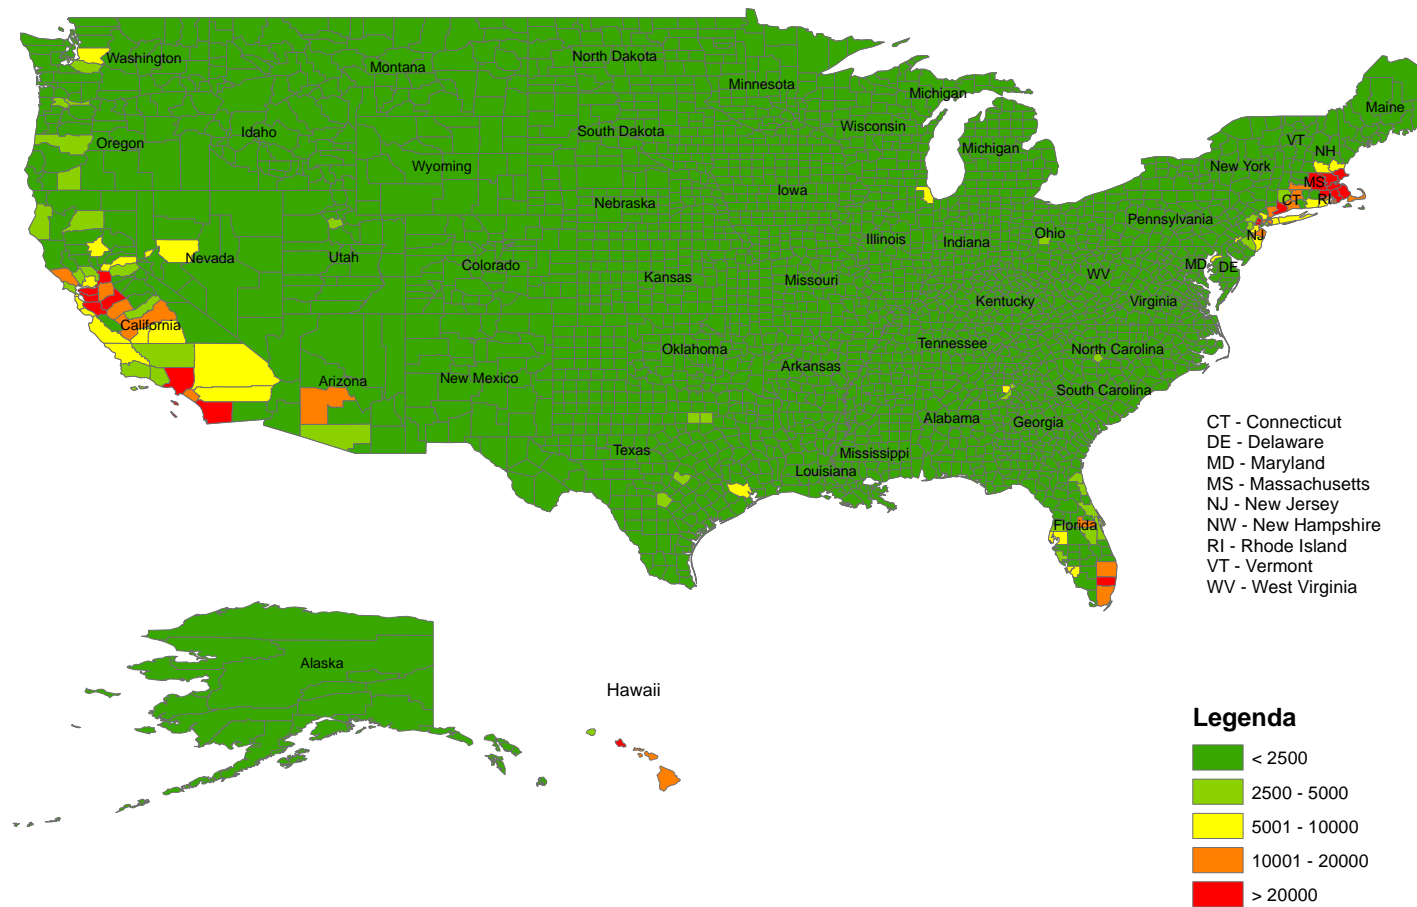 Washington
Montana
North Dakota
Minnesota
Michigan
Maine
Oregon
Idaho
South Dakota
Wisconsin
Michigan
VT
NH
New York
Wyoming
MS
Iowa
Nebraska
CT
RI
Pennsylvania
Nevada
Utah
Colorado
Illinois
Indiana
Ohio
NJ
Kansas
Missouri
WV
MD
DE
Kentucky
Virginia
California
Oklahoma
Tennessee
North Carolina
Arizona
New Mexico
Arkansas
South Carolina
Alabama
Georgia
Texas
Mississippi
Louisiana
Florida
CT - Connecticut
DE - Delaware
MD - Maryland
MS - Massachusetts
NJ - New Jersey
NW - New Hampshire
RI - Rhode Island
VT - Vermont
WV - West Virginia
Alaska
Hawaii
Legenda
< 2500
2500 - 5000
5001 - 10000
10001 - 20000
> 20000